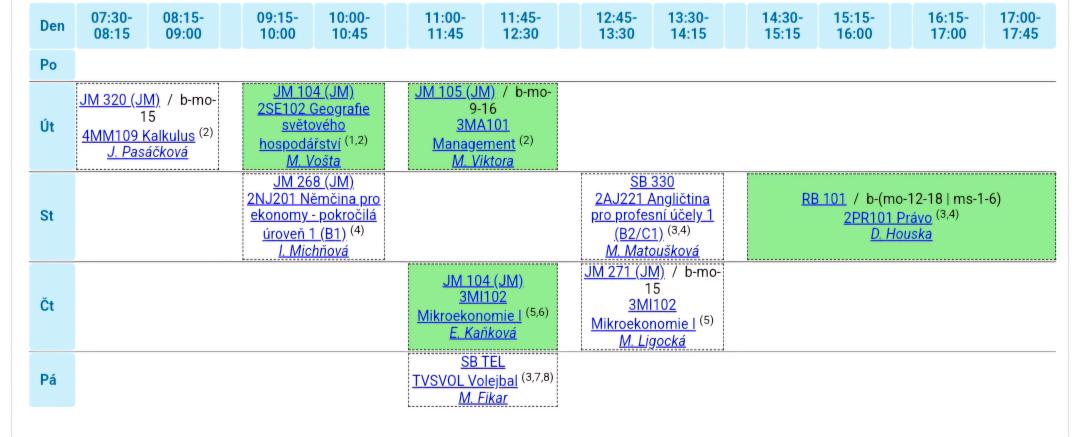 Den
07:30-
08:15
08:15-
09:00
09:15-
10:00
10:00-
10:45
11:00-
11:45
11:45-
12:30
12:45-
13:30
13:30-
14:15
14:30-
15:15
15:15-
16:00
16:15-
17:00
17:00-
17:45
Po
Út
JM 320 (JM) / b-mo-
15
4MM109 Kalkulus (2)
J. Pasáčková
JM 104 (JM)
2SE102 Geografie
světového
hospodářství (1,2)
M. Vošta
JM 105 (JM) / b-mo-
9-16
3MA101
Management (2)
M. Viktora
St
JM 268 (JM)
2NJ201 Němčina pro
ekonomy - pokročilá
úroveň 1 (B1) (4)
I. Michňová
SB 330
2AJ221 Angličtina
pro profesní účely 1
(B2/C1) (3,4)
M. Matoušková
RB 101 / b-(mo-12-18 | ms-1-6)
2PR101 Právo (3,4)
D. Houska
Čt
JM 104 (JM)
3MI102
Mikroekonomie I (5,6)
E. Kaňková
JM 271 (JM) / b-mo-
15
3MI102
Mikroekonomie I (5)
M. Ligocká
Pá
SB TEL
TVSVOL Volejbal (3,7,8)
M. Fikar